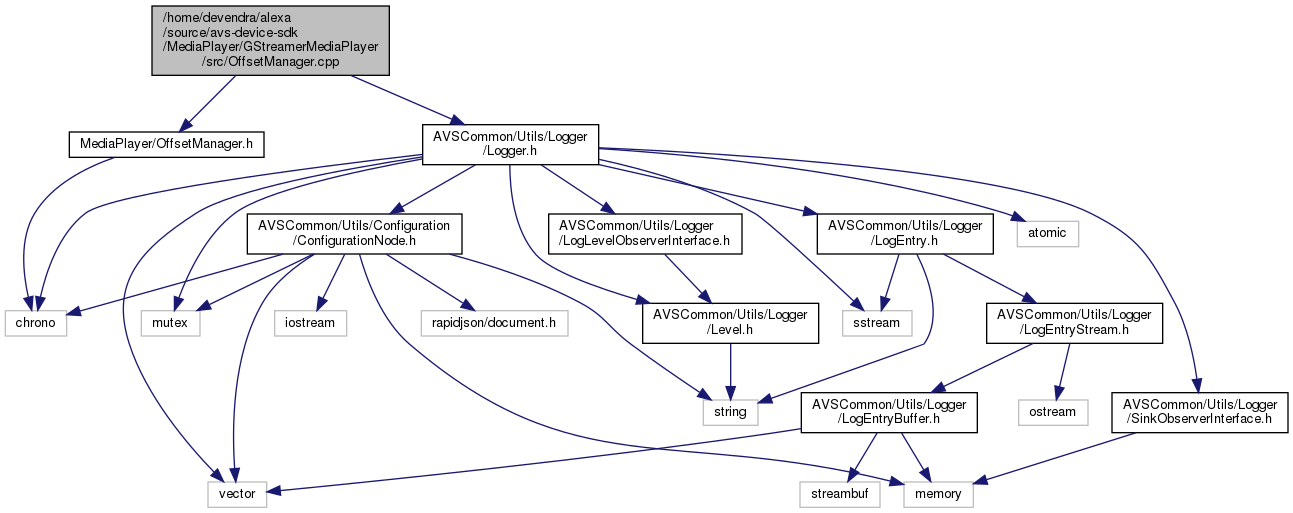 /home/devendra/alexa
/source/avs-device-sdk
/MediaPlayer/GStreamerMediaPlayer
/src/OffsetManager.cpp
MediaPlayer/OffsetManager.h
AVSCommon/Utils/Logger
/Logger.h
AVSCommon/Utils/Configuration
/ConfigurationNode.h
AVSCommon/Utils/Logger
/LogLevelObserverInterface.h
AVSCommon/Utils/Logger
/LogEntry.h
atomic
chrono
mutex
iostream
rapidjson/document.h
AVSCommon/Utils/Logger
/Level.h
sstream
AVSCommon/Utils/Logger
/LogEntryStream.h
string
AVSCommon/Utils/Logger
/LogEntryBuffer.h
ostream
AVSCommon/Utils/Logger
/SinkObserverInterface.h
vector
streambuf
memory